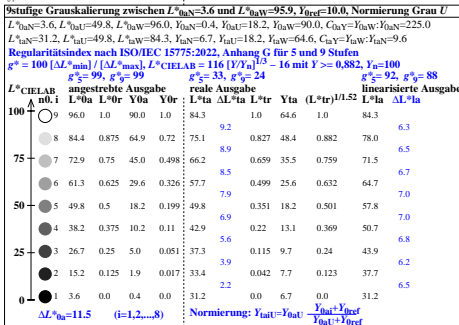 9stufige Grauskalierung zwischen L*0aN=3.6 und L*0aW=95.9, Y0ref=10.0, Normierung Grau U
L*0aN=3.6, L*0aU=49.8, L*0aW=96.0, Y0aN=0.4, Y0aU=18.2, Y0aW=90.0, C0aY=Y0aW:Y0aN=225.0
L*taN=31.2, L*taU=49.8, L*taW=84.3, YtaN=6.7, YtaU=18.2, YtaW=64.6, CtaY=YtaW:YtaN=9.6
Regularitätsindex nach ISO/IEC 15775:2022, Anhang G für 5 und 9 Stufen
g* = 100 [ΔL*min] / [ΔL*max], L*CIELAB = 116 [Y/Yn]1/3 − 16 mit Y >= 0,882, Yn=100
g*5= 99, g*9= 99 g*5= 33, g*9= 24 g*5= 92, g*9= 88
L*CIELAB angestrebte Ausgabe reale Ausgabe linearisierte Ausgabe
n0. i L*0a L*0r Y0a Y0r L*ta ΔL*ta L*tr Yta (L*tr)1/1.52 L*la ΔL*la
100 9 96.0 1.0 90.0 1.0 84.3 1.0 64.6 1.0 84.3
9.2 6.3
8 84.4 0.875 64.9 0.72 75.1 0.827 48.4 0.882 78.0
8.9 6.5
75 7 72.9 0.75 45.0 0.498 66.2 0.659 35.5 0.759 71.5
8.5 7.7
6 61.3 0.625 29.6 0.326 57.7 0.499 25.6 0.632 64.7
7.9 7.0
50 5 49.8 0.5 18.2 0.199 49.8 0.351 18.2 0.501 57.8
6.9 7.0
4 38.2 0.375 10.2 0.11 42.9 0.22 13.1 0.369 50.7
5.6 6.8
25 3 26.7 0.25 5.0 0.051 37.3 0.115 9.7 0.24 43.9
3.9 6.2
2 15.2 0.125 1.9 0.017 33.4 0.042 7.7 0.123 37.7
2.2 6.5
0 1 3.6 0.0 0.4 0.0 31.2 0.0 6.7 0.0 31.2
ΔL*0a=11.5 (i=1,2,...,8) Normierung: YtaiU=Y0aU Y0ai+Y0ref
Y0aU+Y0ref